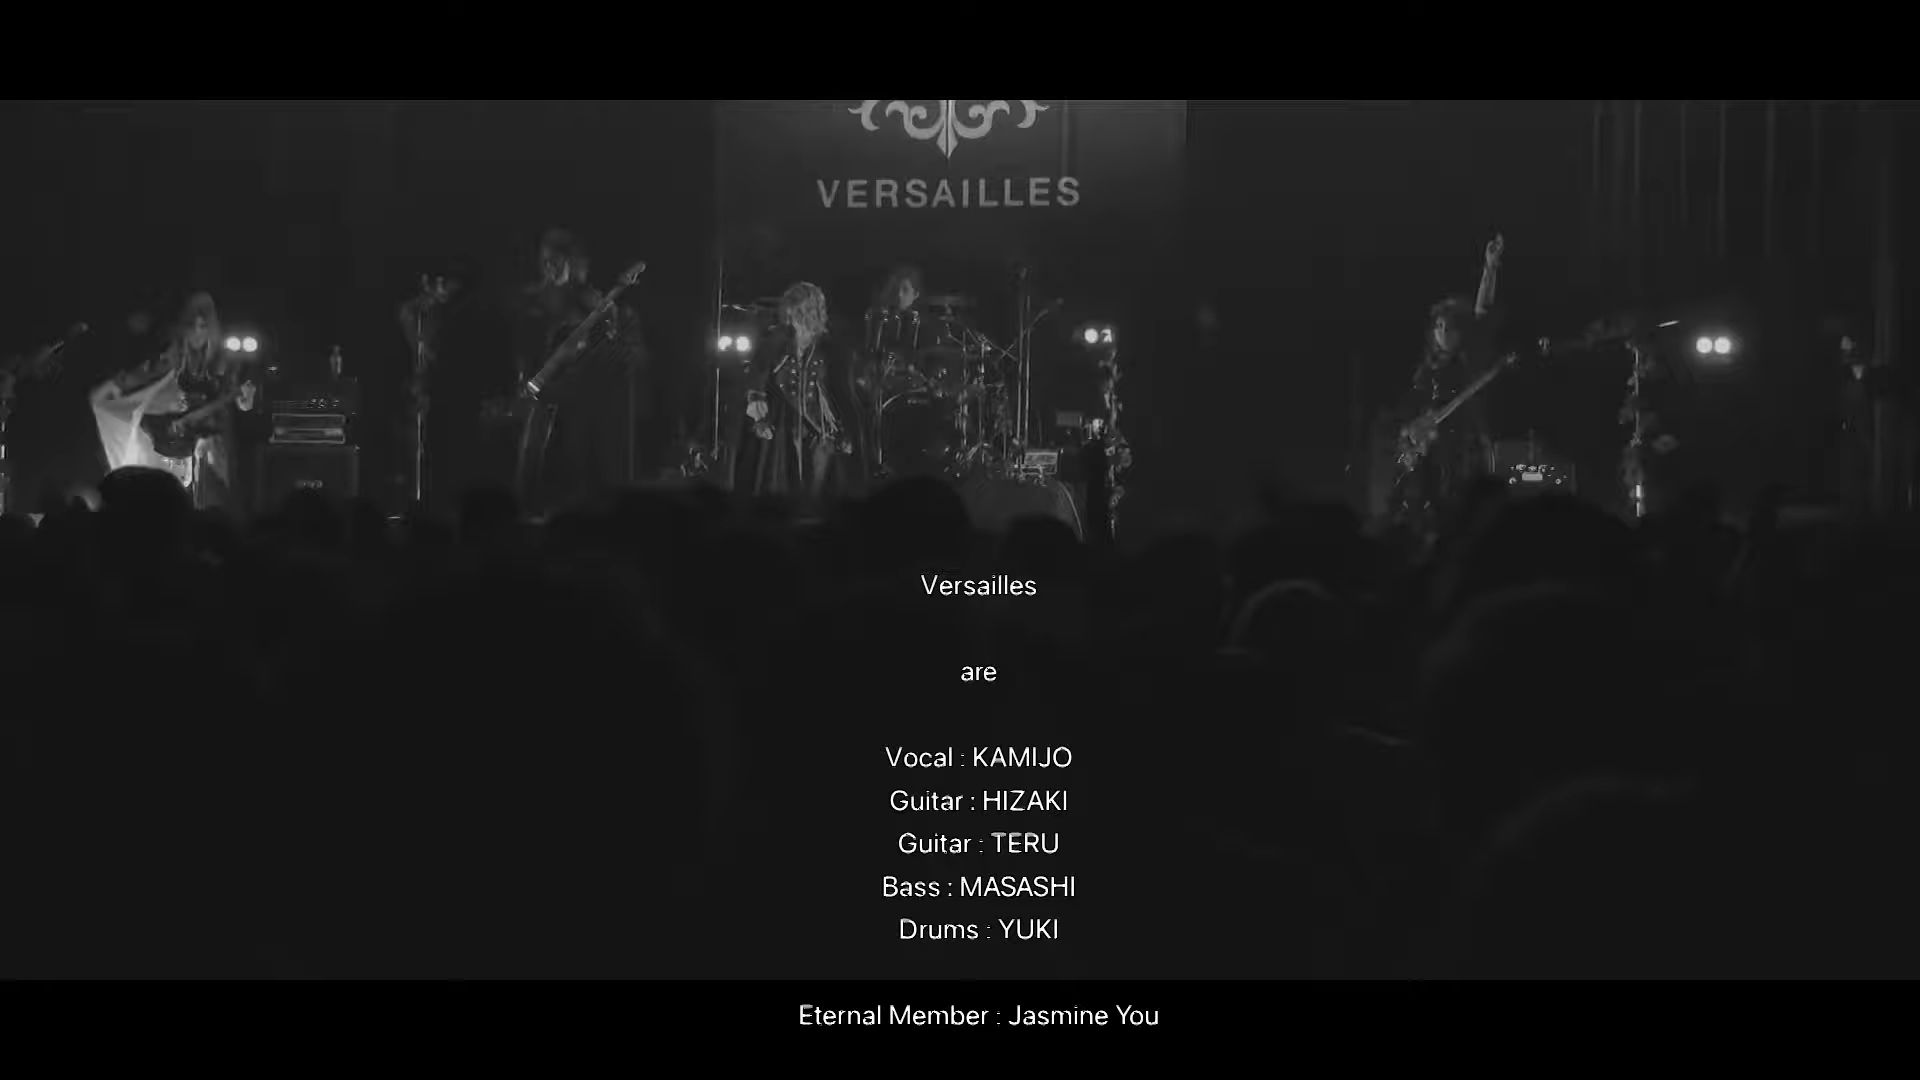 VERSAILLES
Versailles
are
Vocal : KAMIJO
Guitar : HIZAKI
Guitar : TERU
Bass : MASASHI
Drums : YUKI
Eternal Member : Jasmine You